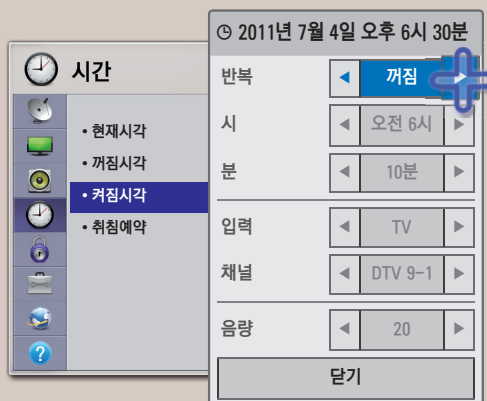 시간
• 현재시각
• 꺼짐시각
• 켜짐시각
• 취침예약
2011년 7월 4일 오후 6시 30분
반복 ◀ 꺼짐 ▶
시 ◀ 오전 6시 ▶
분 ◀ 10분 ▶
입력 ◀ TV ▶
채널 ◀ DTV 9-1 ▶
음량 ◀ 20 ▶
닫기
?